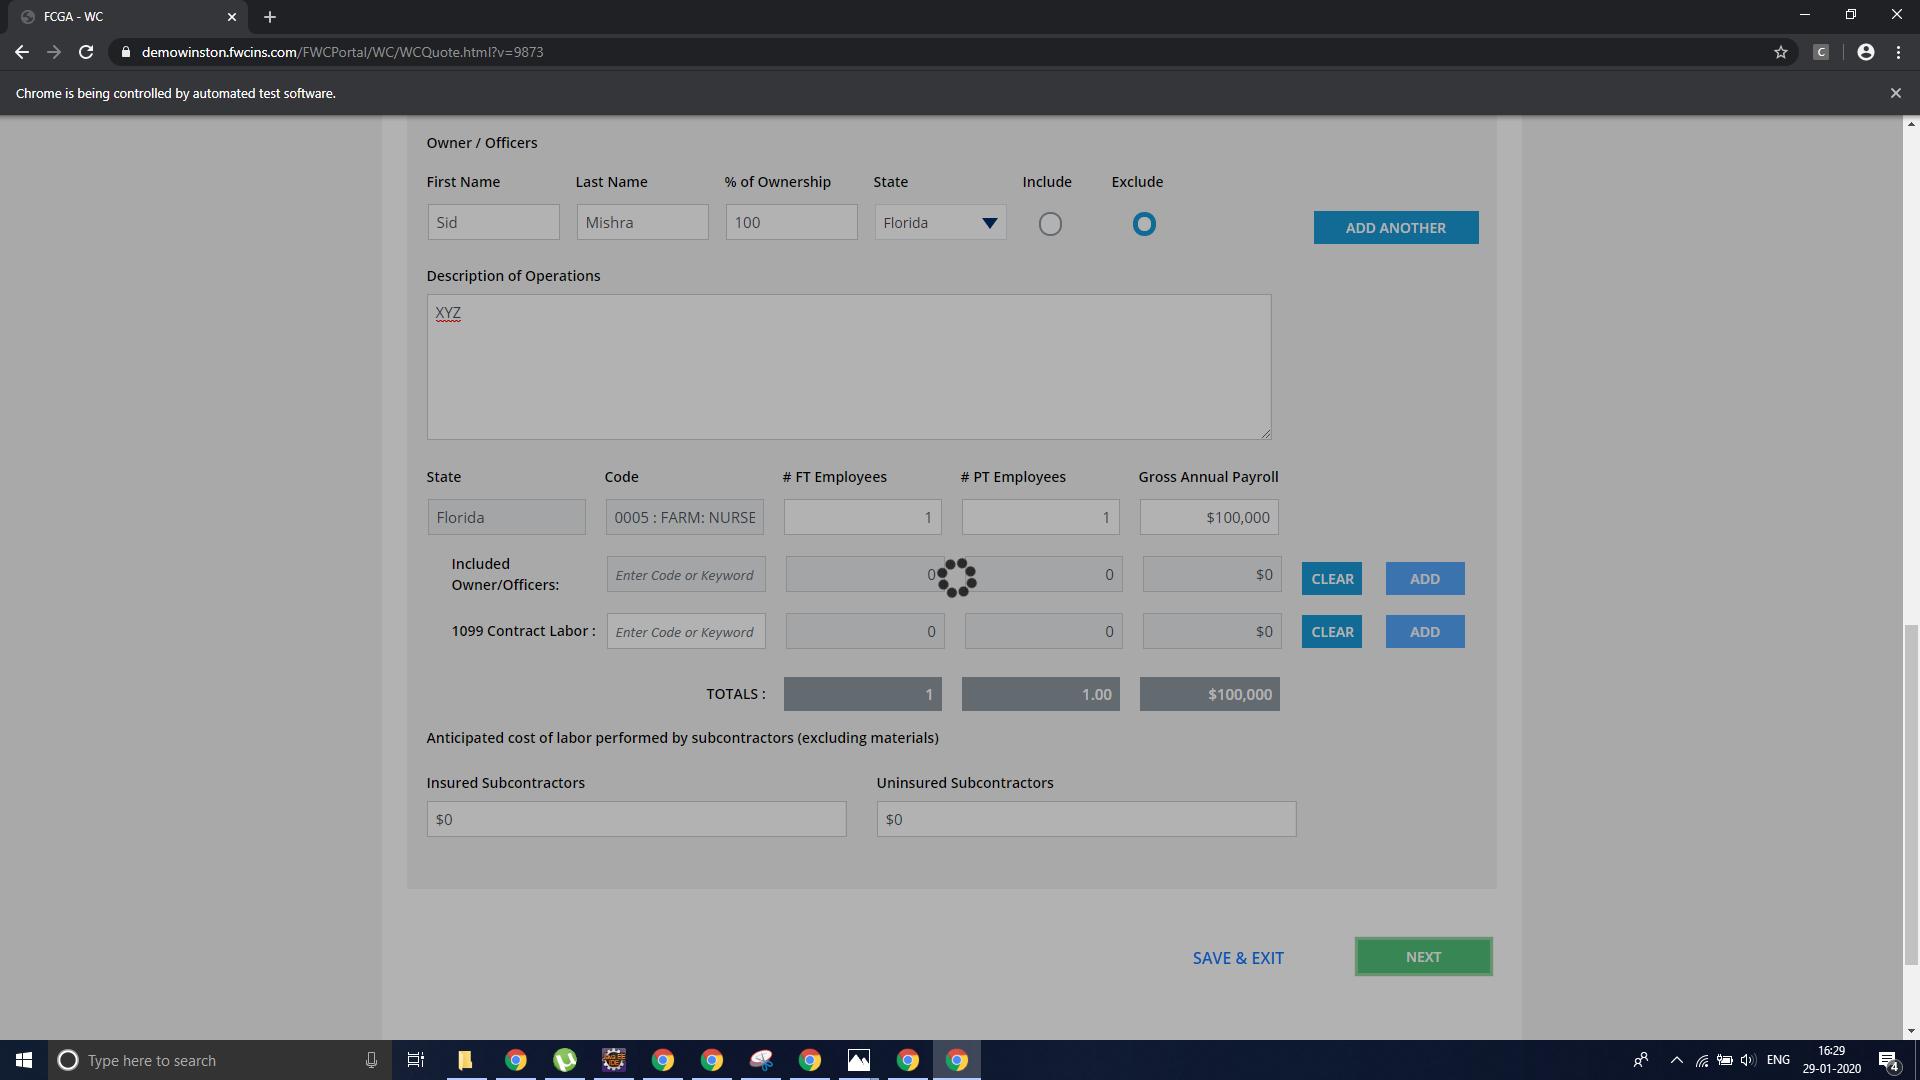 FCGA - WC
demowinston.fwcins.com/FWCPortal/WC/WCQuote.html?v=9873
C
Chrome is being controlled by automated test software.
Owner / Officers
First Name Last Name % of Ownership State Include Exclude
Sid Mishra 100 Florida
ADD ANOTHER
Description of Operations
XYZ
State Code # FT Employees # PT Employees Gross Annual Payroll
Florida 0005 : FARM: NURSE 1 1 $100,000
Included
Owner/Officers:
Enter Code or Keyword 0 0 $0 CLEAR ADD
1099 Contract Labor : Enter Code or Keyword 0 0 $0 CLEAR ADD
TOTALS : 1 1.00 $100,000
Anticipated cost of labor performed by subcontractors (excluding materials)
Insured Subcontractors Uninsured Subcontractors
$0 $0
SAVE & EXIT NEXT
Type here to search
ENG
16:29
29-01-2020
4